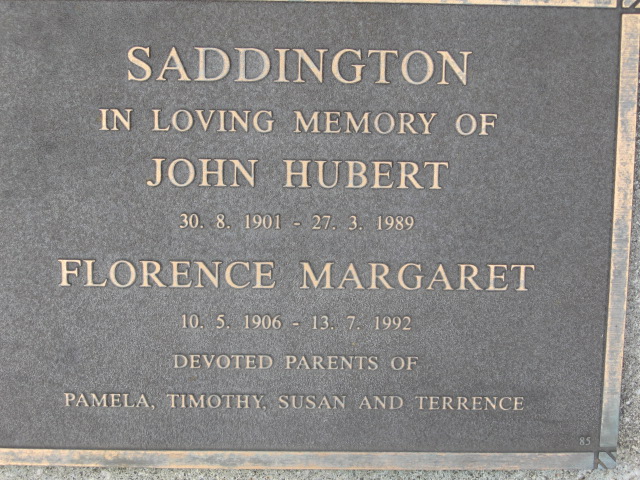 SADDINGTON
IN LOVING MEMORY OF
JOHN HUBERT
30. 8. 1901 - 27. 3. 1989
FLORENCE MARGARET
10. 5. 1906 - 13. 7. 1992
DEVOTED PARENTS OF
PAMELA, TIMOTHY, SUSAN AND TERRENCE
85